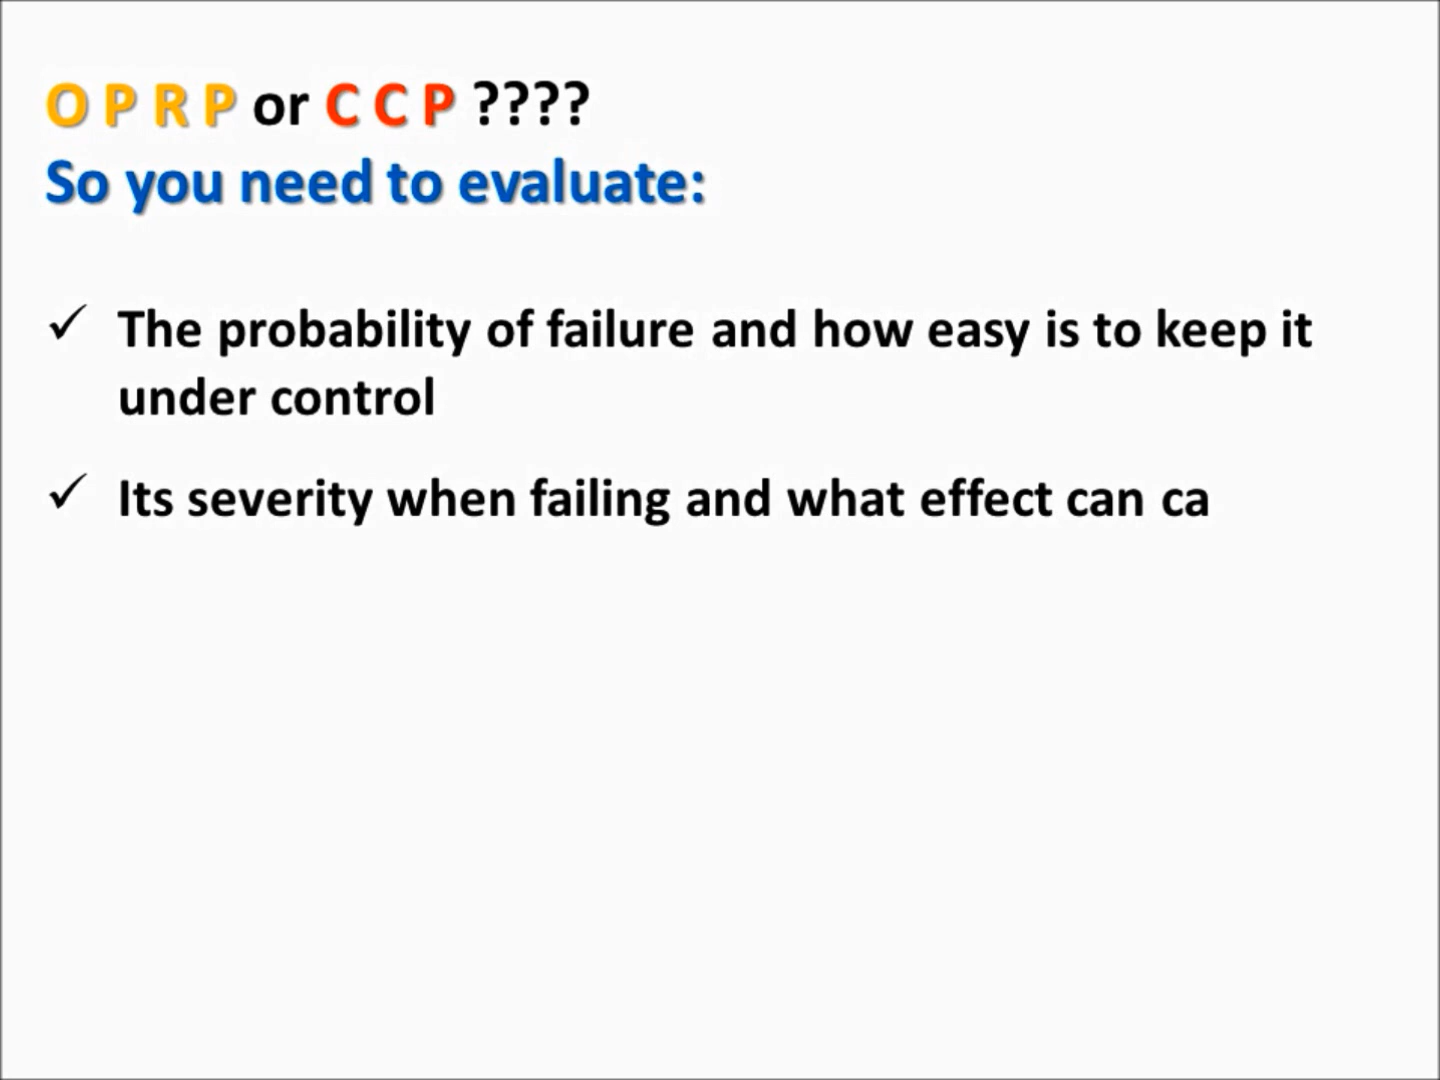 O P R P or C C P ????
So you need to evaluate:
✓ The probability of failure and how easy is to keep it
under control
✓ Its severity when failing and what effect can ca